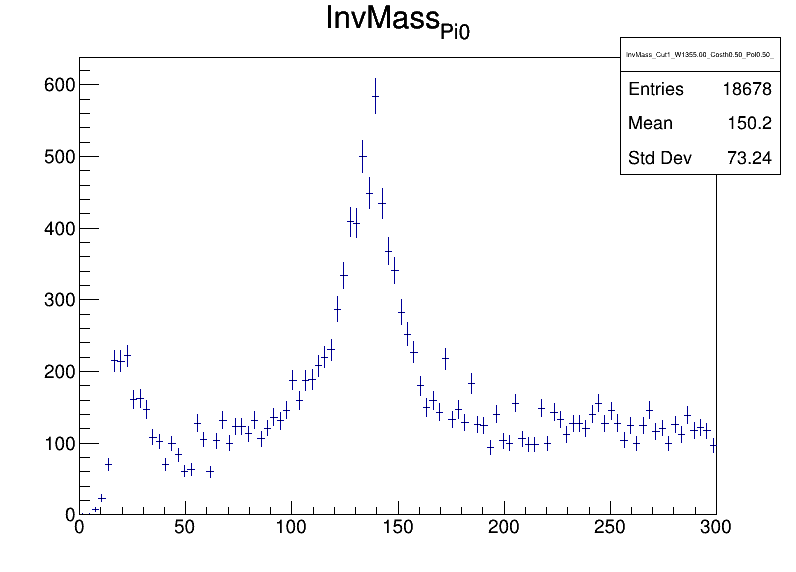 InvMassPi0
InvMass_Cut1_W1355.00_Costh0.50_Pol0.50_
Entries 18678
Mean 150.2
Std Dev 73.24
600
500
400
300
200
100
0
0 50 100 150 200 250 300